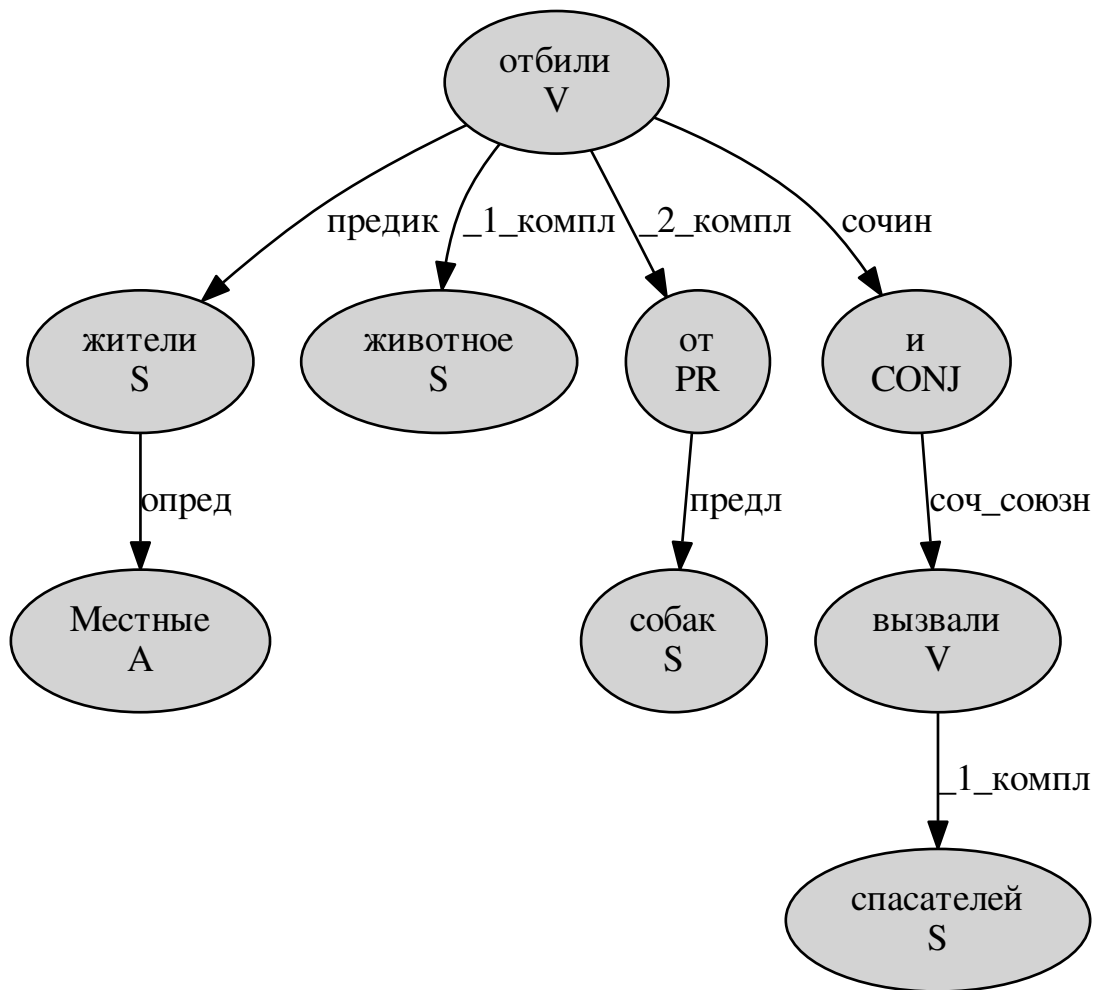 отбили
V
предик
_1_компл
_2_компл
сочин
жители
S
животное
S
от
PR
и
CONJ
опред
предл
соч_союзн
Местные
A
собак
S
вызвали
V
_1_компл
спасателей
S